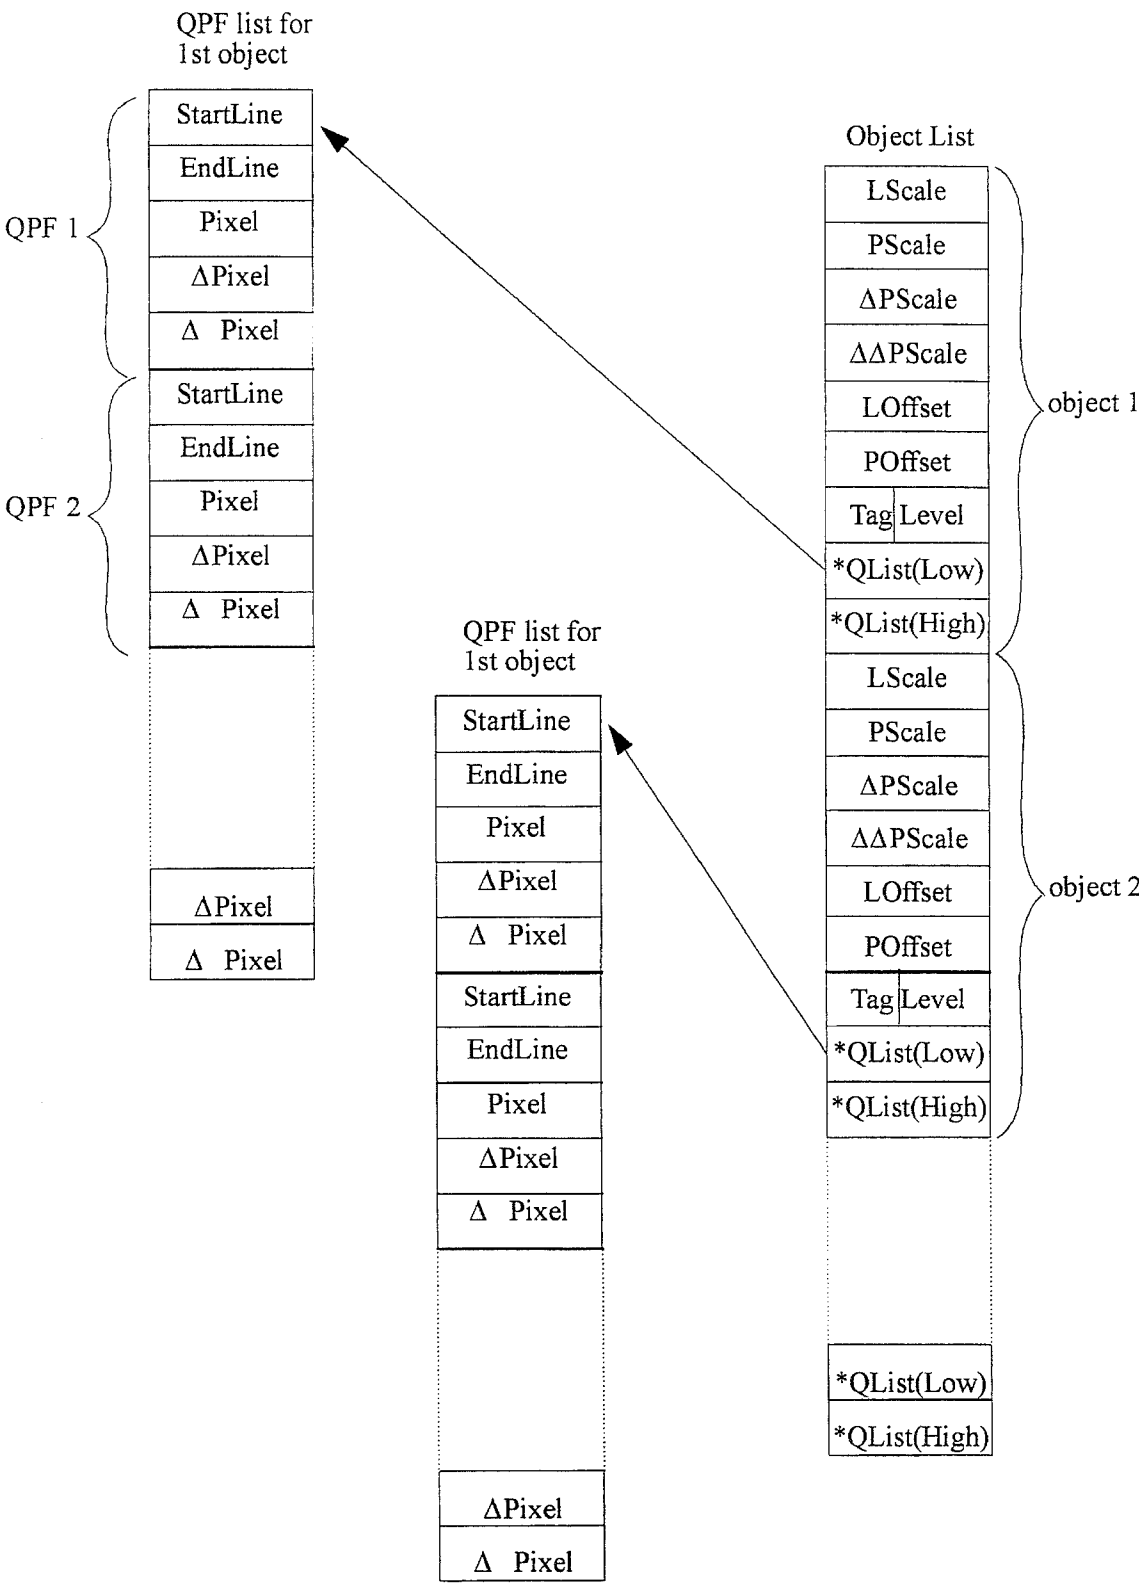 QPF list for
1st object
StartLine
EndLine
Pixel
ΔPixel
Δ Pixel
StartLine
EndLine
Pixel
ΔPixel
Δ Pixel
ΔPixel
Δ Pixel
QPF 1
QPF 2
QPF list for
1st object
StartLine
EndLine
Pixel
ΔPixel
Δ Pixel
StartLine
EndLine
Pixel
ΔPixel
Δ Pixel
ΔPixel
Δ Pixel
Object List
LScale
PScale
ΔPScale
ΔΔPScale
LOffset
POffset
Tag Level
*QList(Low)
*QList(High)
LScale
PScale
ΔPScale
ΔΔPScale
LOffset
POffset
Tag Level
*QList(Low)
*QList(High)
*QList(Low)
*QList(High)
object 1
object 2